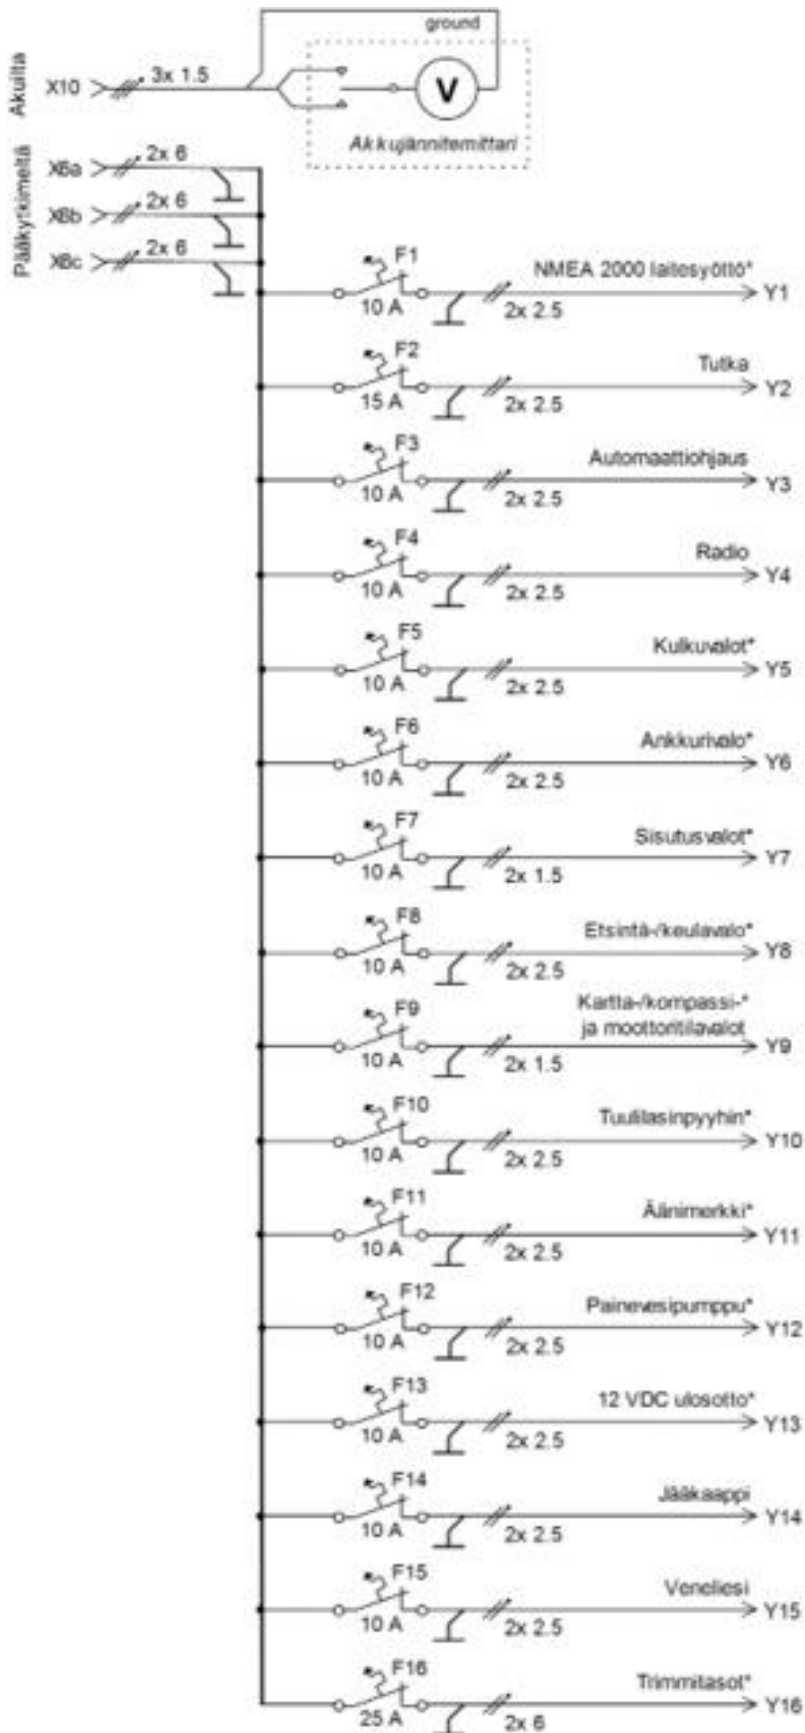 ground
Akuilta
X10
3x 1.5
V
Akkujännitemittari
Pääkytkimeltä
X6a
2x 6
X6b
2x 6
X6c
2x 6
F1
10 A
2x 2.5
NMEA 2000 laitesyöttö*
Y1
F2
15 A
2x 2.5
Tutka
Y2
F3
10 A
2x 2.5
Automaattiohjaus
Y3
F4
10 A
2x 2.5
Radio
Y4
F5
10 A
2x 2.5
Kulkuvalot*
Y5
F6
10 A
2x 2.5
Ankkurivalo*
Y6
F7
10 A
2x 1.5
Sisutusvalot*
Y7
F8
10 A
2x 2.5
Etsintä-/keulavalo*
Y8
F9
10 A
2x 1.5
Kartta-/kompassi-*
ja moottoritilavalot
Y9
F10
10 A
2x 2.5
Tuulilasinpyyhin*
Y10
F11
10 A
2x 2.5
Äänimerkki*
Y11
F12
10 A
2x 2.5
Painevesipumppu*
Y12
F13
10 A
2x 2.5
12 VDC ulosotto*
Y13
F14
10 A
2x 2.5
Jääkaappi
Y14
F15
10 A
2x 2.5
Veneliesi
Y15
F16
25 A
2x 6
Trimmitasot*
Y16